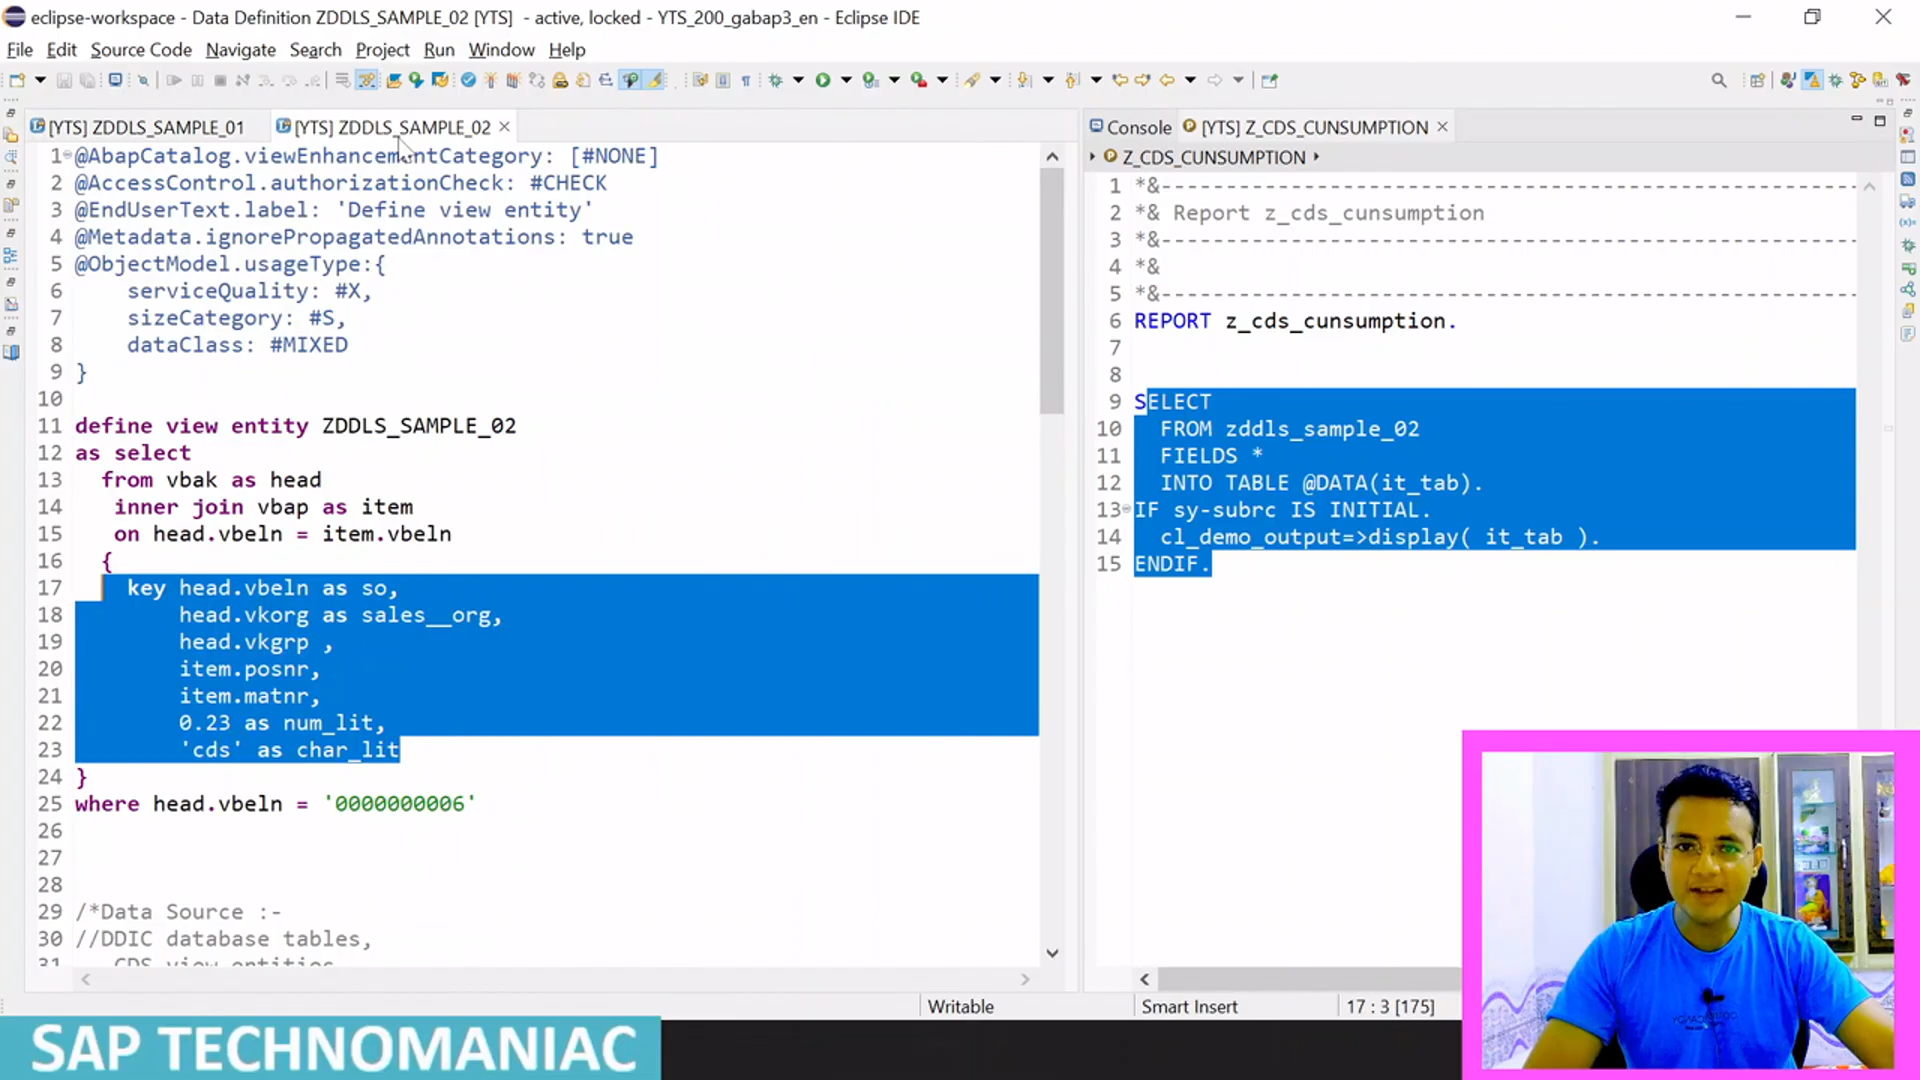 eclipse-workspace - Data Definition ZDDLS_SAMPLE_02 [YTS]  - active, locked - YTS_200_gabap3_en - Eclipse IDE
File Edit Source Code Navigate Search Project Run Window Help
[YTS] ZDDLS_SAMPLE_01
[YTS] ZDDLS_SAMPLE_02
1 @AbapCatalog.viewEnhancementCategory: [#NONE]
2 @AccessControl.authorizationCheck: #CHECK
3 @EndUserText.label: 'Define view entity'
4 @Metadata.ignorePropagatedAnnotations: true
5 @ObjectModel.usageType:{
6     serviceQuality: #X,
7     sizeCategory: #S,
8     dataClass: #MIXED
9 }
10
11 define view entity ZDDLS_SAMPLE_02
12 as select
13   from vbak as head
14    inner join vbap as item
15    on head.vbeln = item.vbeln
16   {
17     key head.vbeln as so,
18         head.vkorg as sales__org,
19         head.vkgrp ,
20         item.posnr,
21         item.matnr,
22         0.23 as num_lit,
23         'cds' as char_lit
24 }
25 where head.vbeln = '0000000006'
26
27
28
29 /*Data Source :-
30 //DDIC database tables,
31   CDS view entities
Console
[YTS] Z_CDS_CUNSUMPTION
Z_CDS_CUNSUMPTION
1 *&---------------------------------------------------------------------
2 *& Report z_cds_cunsumption
3 *&---------------------------------------------------------------------
4 *&
5 *&---------------------------------------------------------------------
6 REPORT z_cds_cunsumption.
7
8
9 SELECT
10   FROM zddls_sample_02
11   FIELDS *
12   INTO TABLE @DATA(it_tab).
13 IF sy-subrc IS INITIAL.
14   cl_demo_output=>display( it_tab ).
15 ENDIF.
Writable
Smart Insert
17 : 3 [175]
SAP TECHNOMANIAC